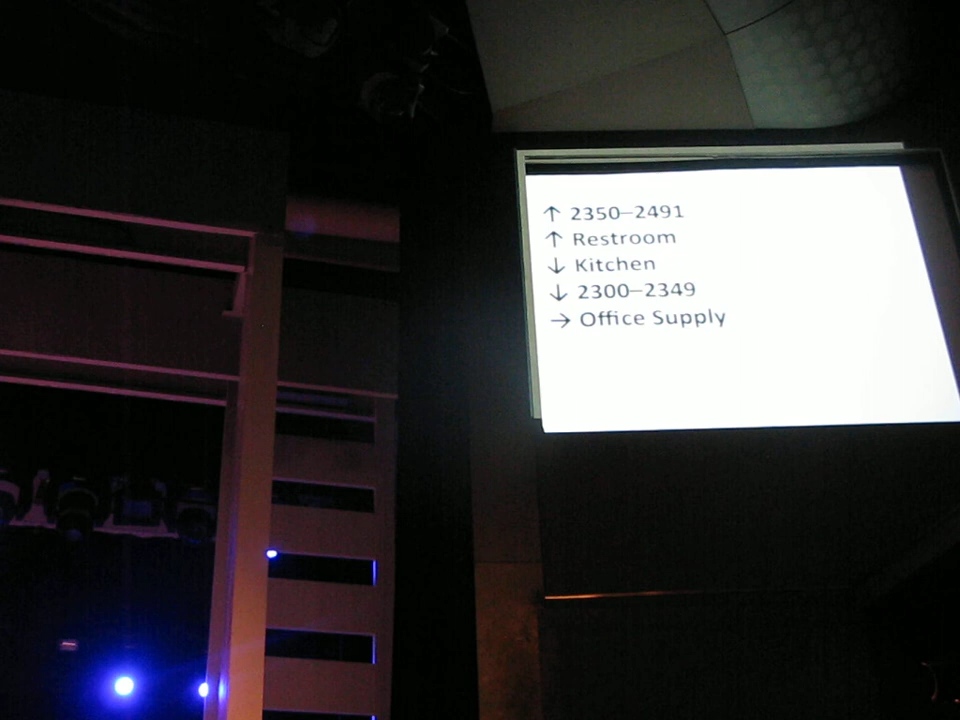 ↑ 2350–2491
↑ Restroom
↓ Kitchen
↓ 2300–2349
→ Office Supply